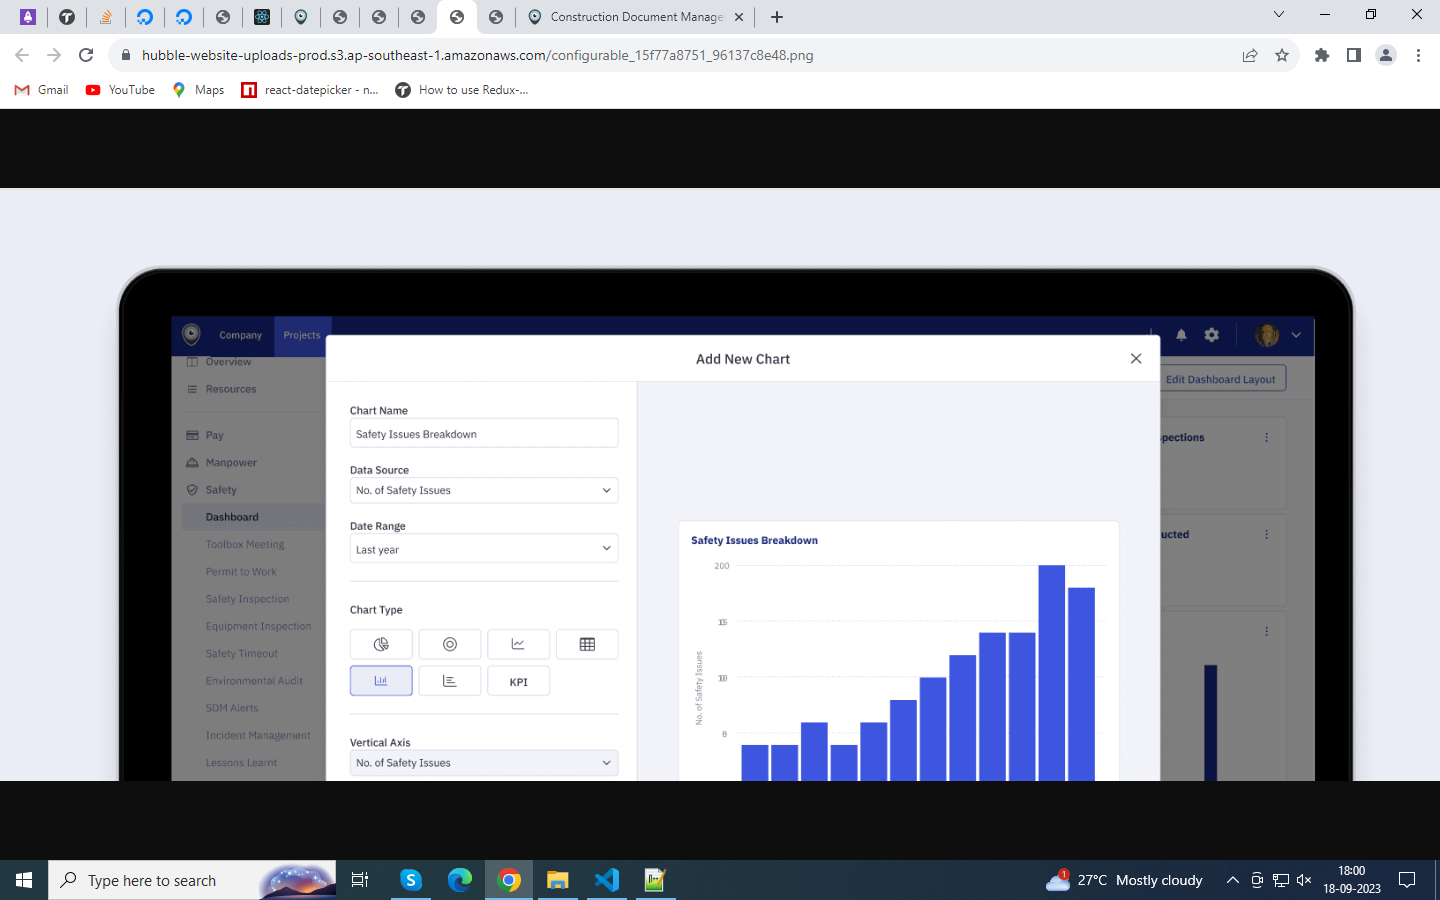 Construction Document Manage
hubble-website-uploads-prod.s3.ap-southeast-1.amazonaws.com/configurable_15f77a8751_96137c8e48.png
Gmail
YouTube
Maps
react-datepicker - n...
How to use Redux-...
Company
Projects
Overview
Resources
Pay
Manpower
Safety
Dashboard
Toolbox Meeting
Permit to Work
Safety Inspection
Equipment Inspection
Safety Timeout
Environmental Audit
SDM Alerts
Incident Management
Lessons Learnt
Add New Chart
Chart Name
Safety Issues Breakdown
Data Source
No. of Safety Issues
Date Range
Last year
Chart Type
KPI
Vertical Axis
No. of Safety Issues
Safety Issues Breakdown
200
No. of Safety Issues
Edit Dashboard Layout
pections
ucted
Type here to search
1
27°C Mostly cloudy
18:00
18-09-2023